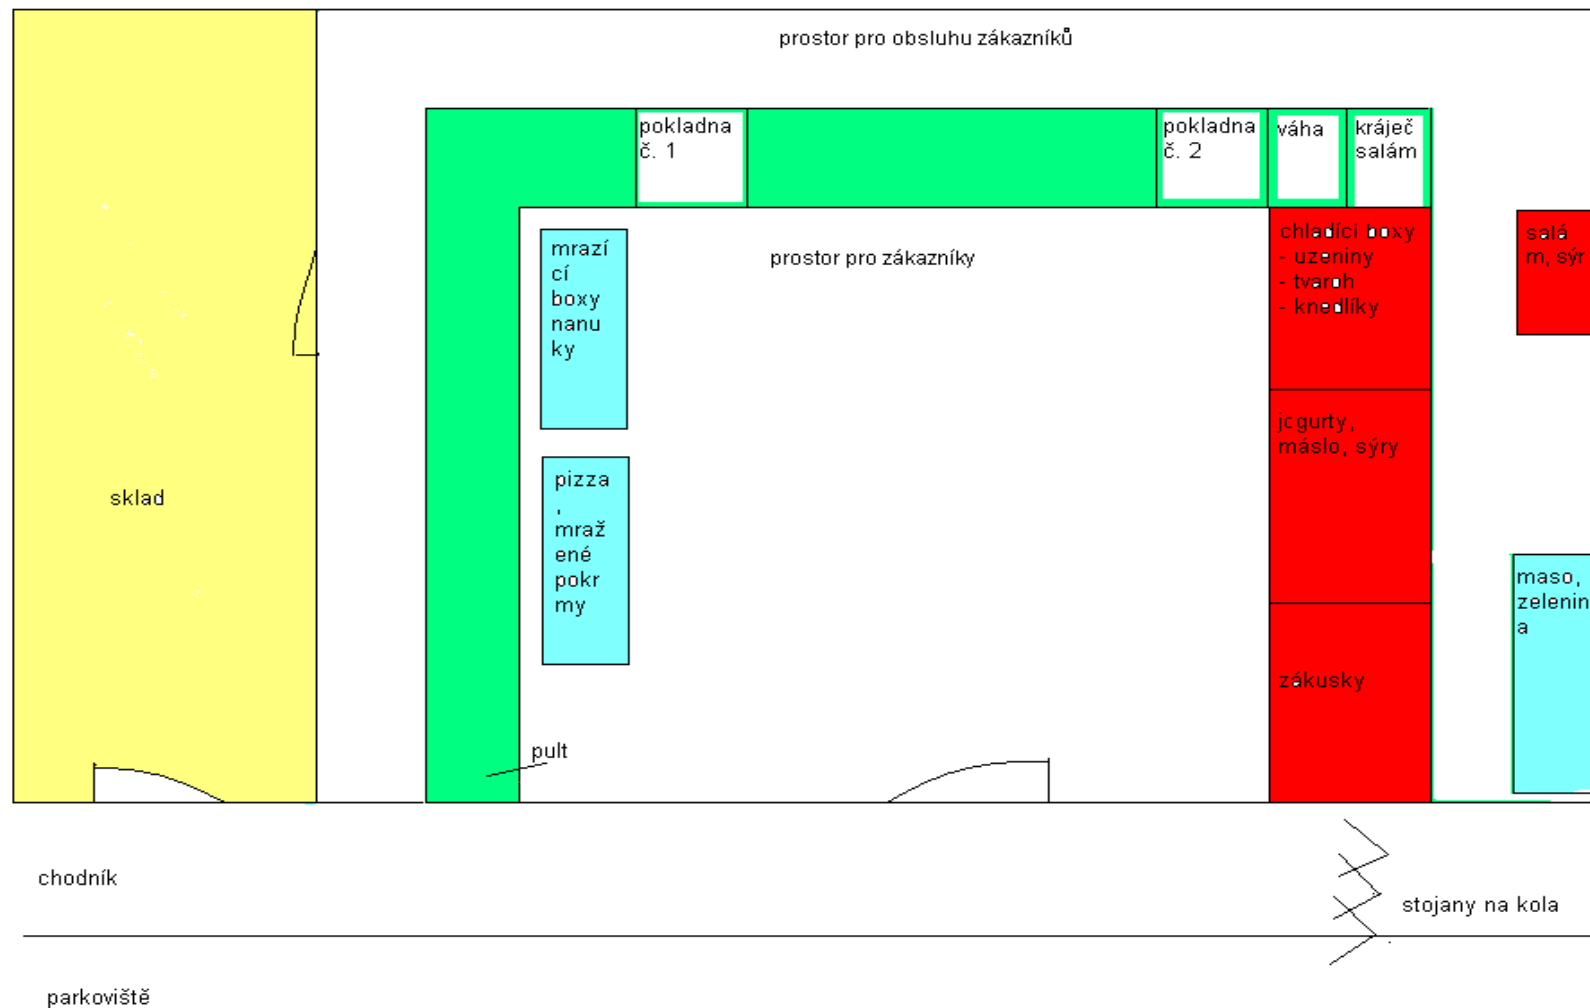 prostor pro obsluhu zákazníků
pokladna
č. 1
pokladna
č. 2
váha
kráječ
salám
mrazí
cí
boxy
nanu
ky
prostor pro zákazníky
chladíci boxy
- uzeniny
- tvaroh
- knedlíky
salá
m, sýr
jogurty,
máslo, sýry
pizza
,
mraž
ené
pokr
my
sklad
maso,
zelenin
a
zákusky
pult
chodník
stojany na kola
parkoviště